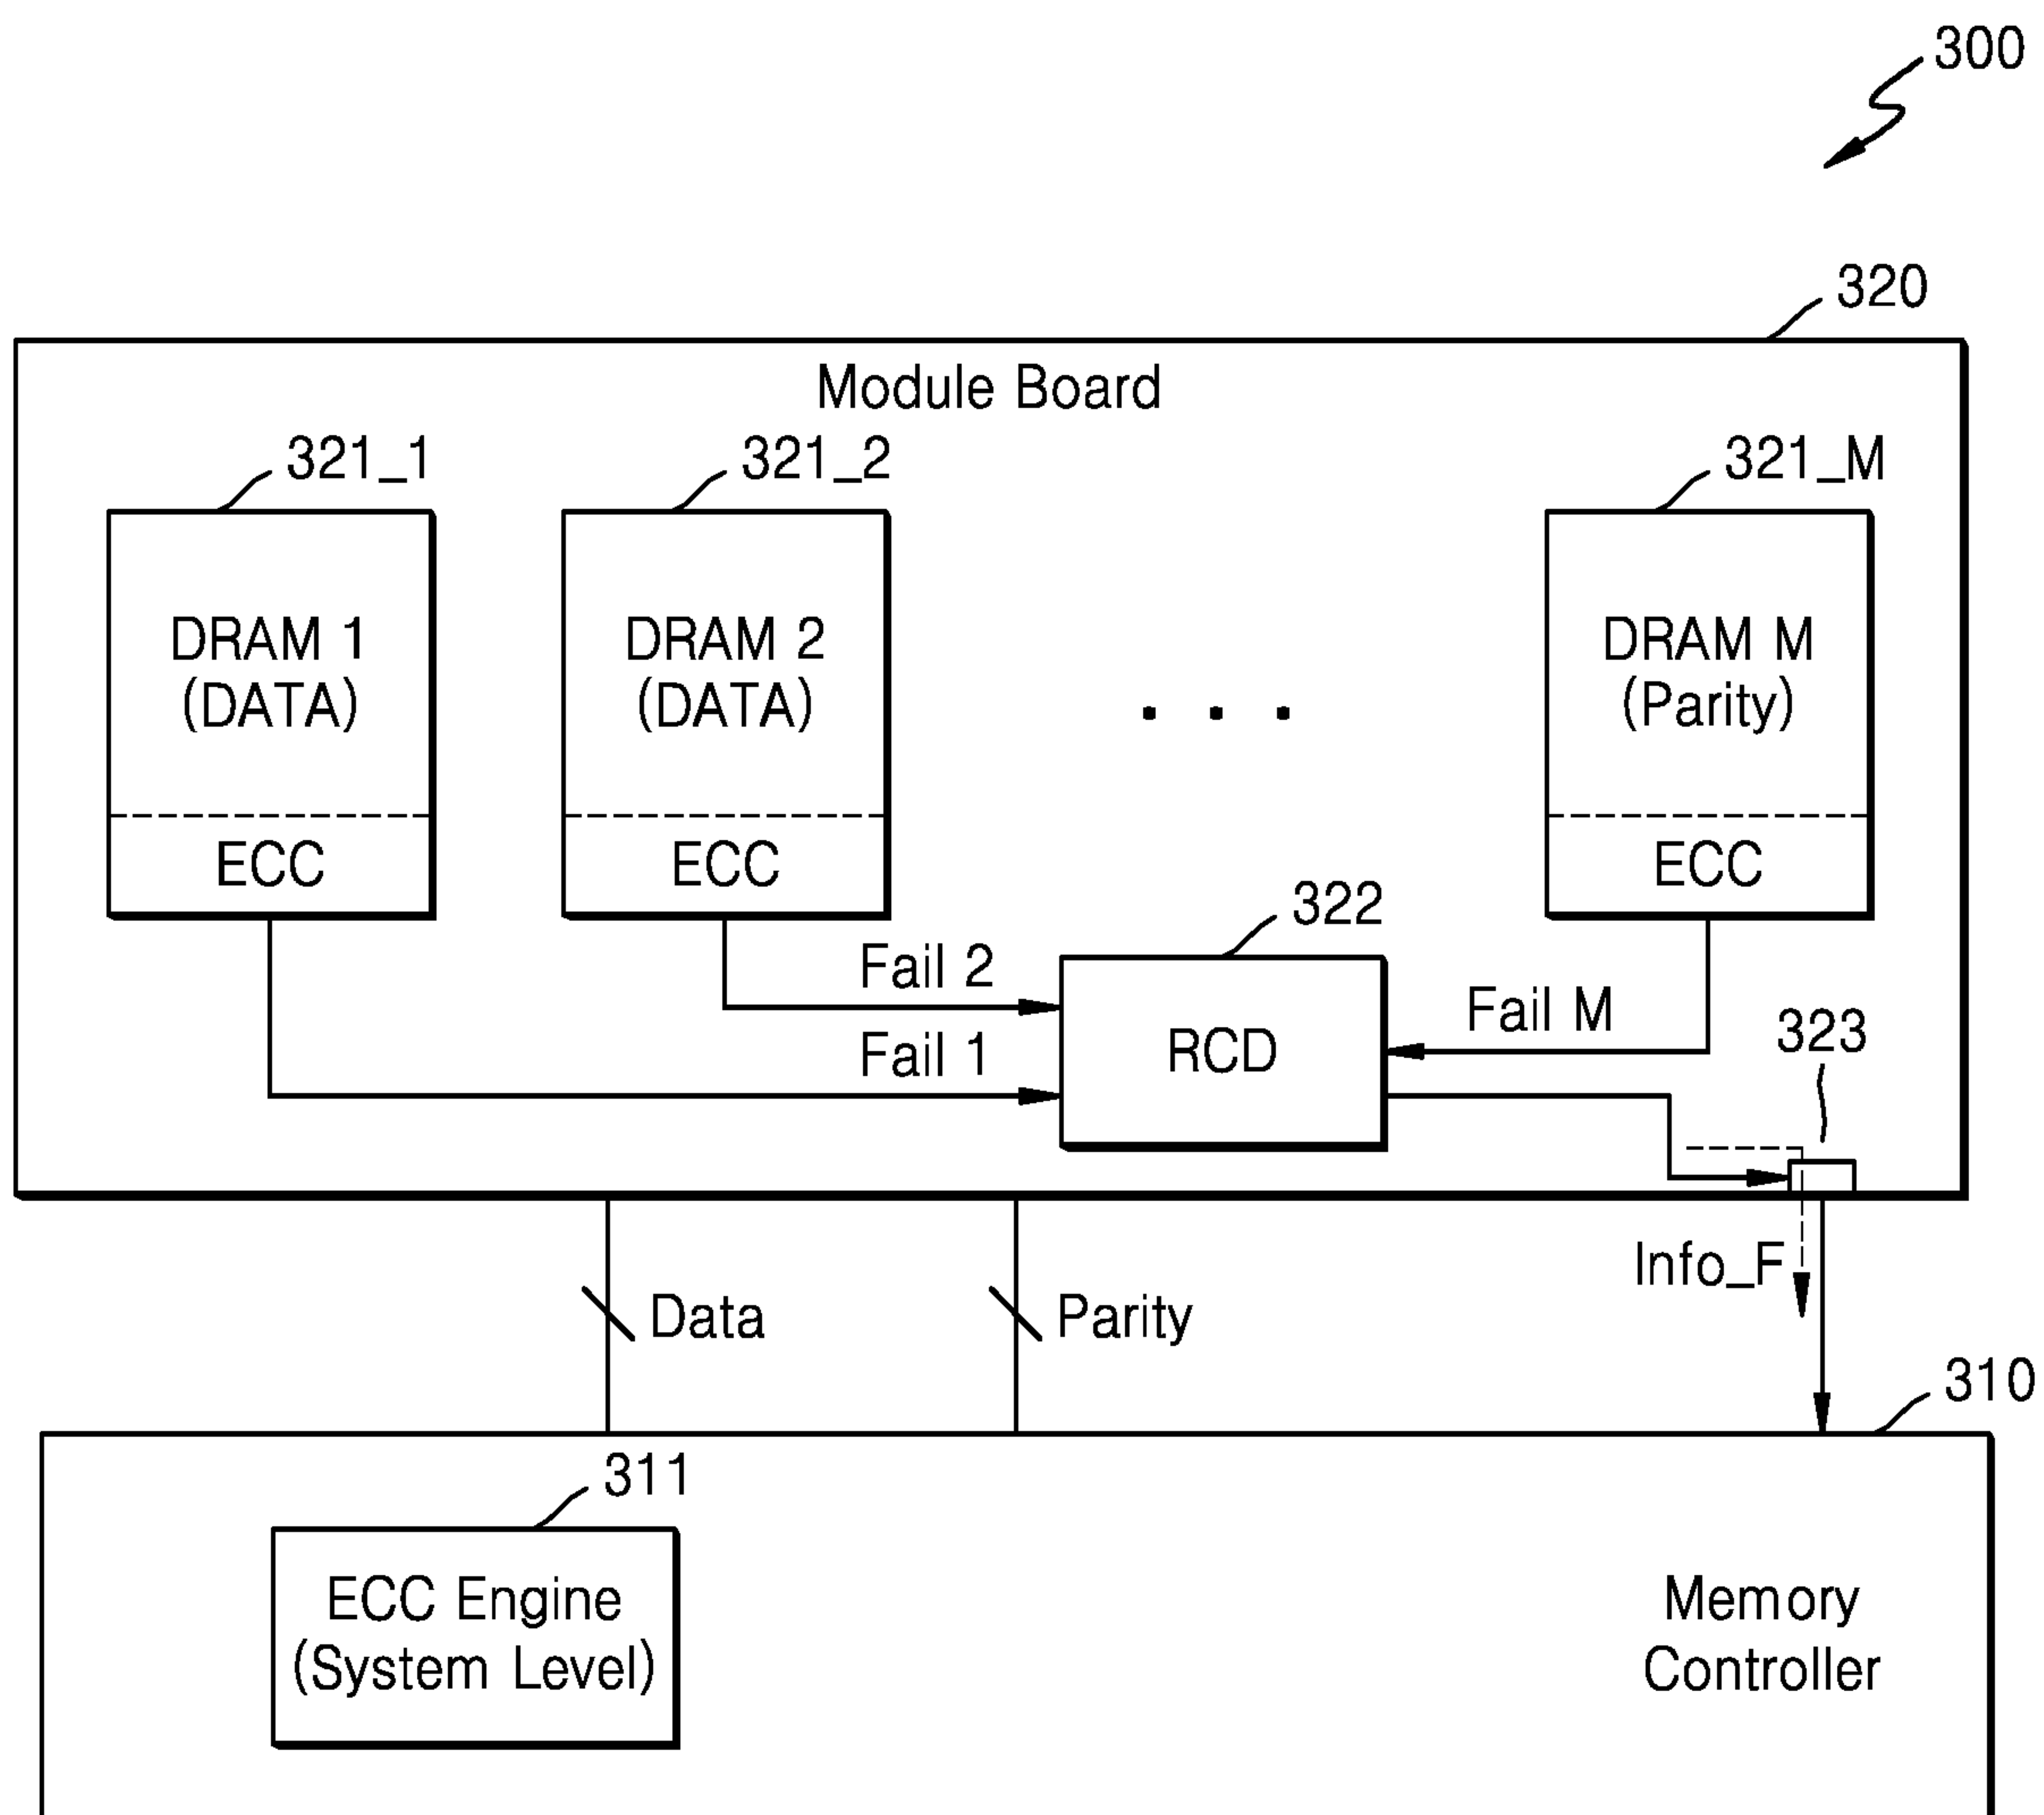 300
320
Module Board
321_1
321_2
321_M
DRAM 1
(DATA)
DRAM 2
(DATA)
. . .
DRAM M
(Parity)
ECC
ECC
ECC
322
Fail 2
Fail M
323
RCD
Fail 1
Info_F
Data
Parity
310
311
ECC Engine
(System Level)
Memory
Controller